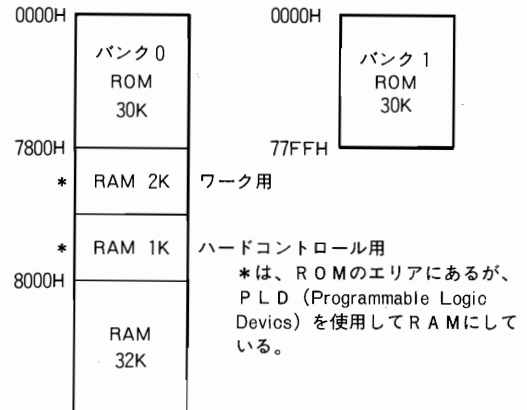 0000H
バンク0
ROM
30K
7800H
* RAM 2K ワーク用
* RAM 1K ハードコントロール用
8000H
RAM
32K
0000H
バンク1
ROM
30K
77FFH
*は、ROMのエリアにあるが、
PLD (Programmable Logic
Devics) を使用してRAMにして
いる。